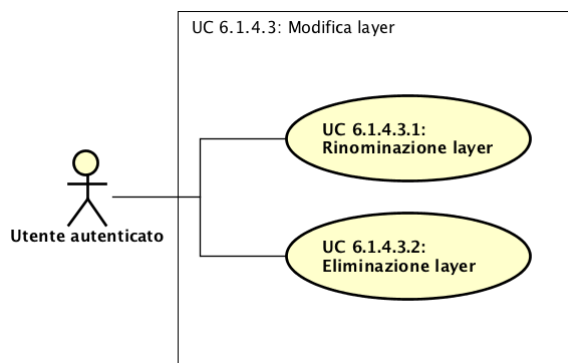 UC 6.1.4.3: Modifica layer
UC 6.1.4.3.1:
Rinominazione layer
Utente autenticato
UC 6.1.4.3.2:
Eliminazione layer